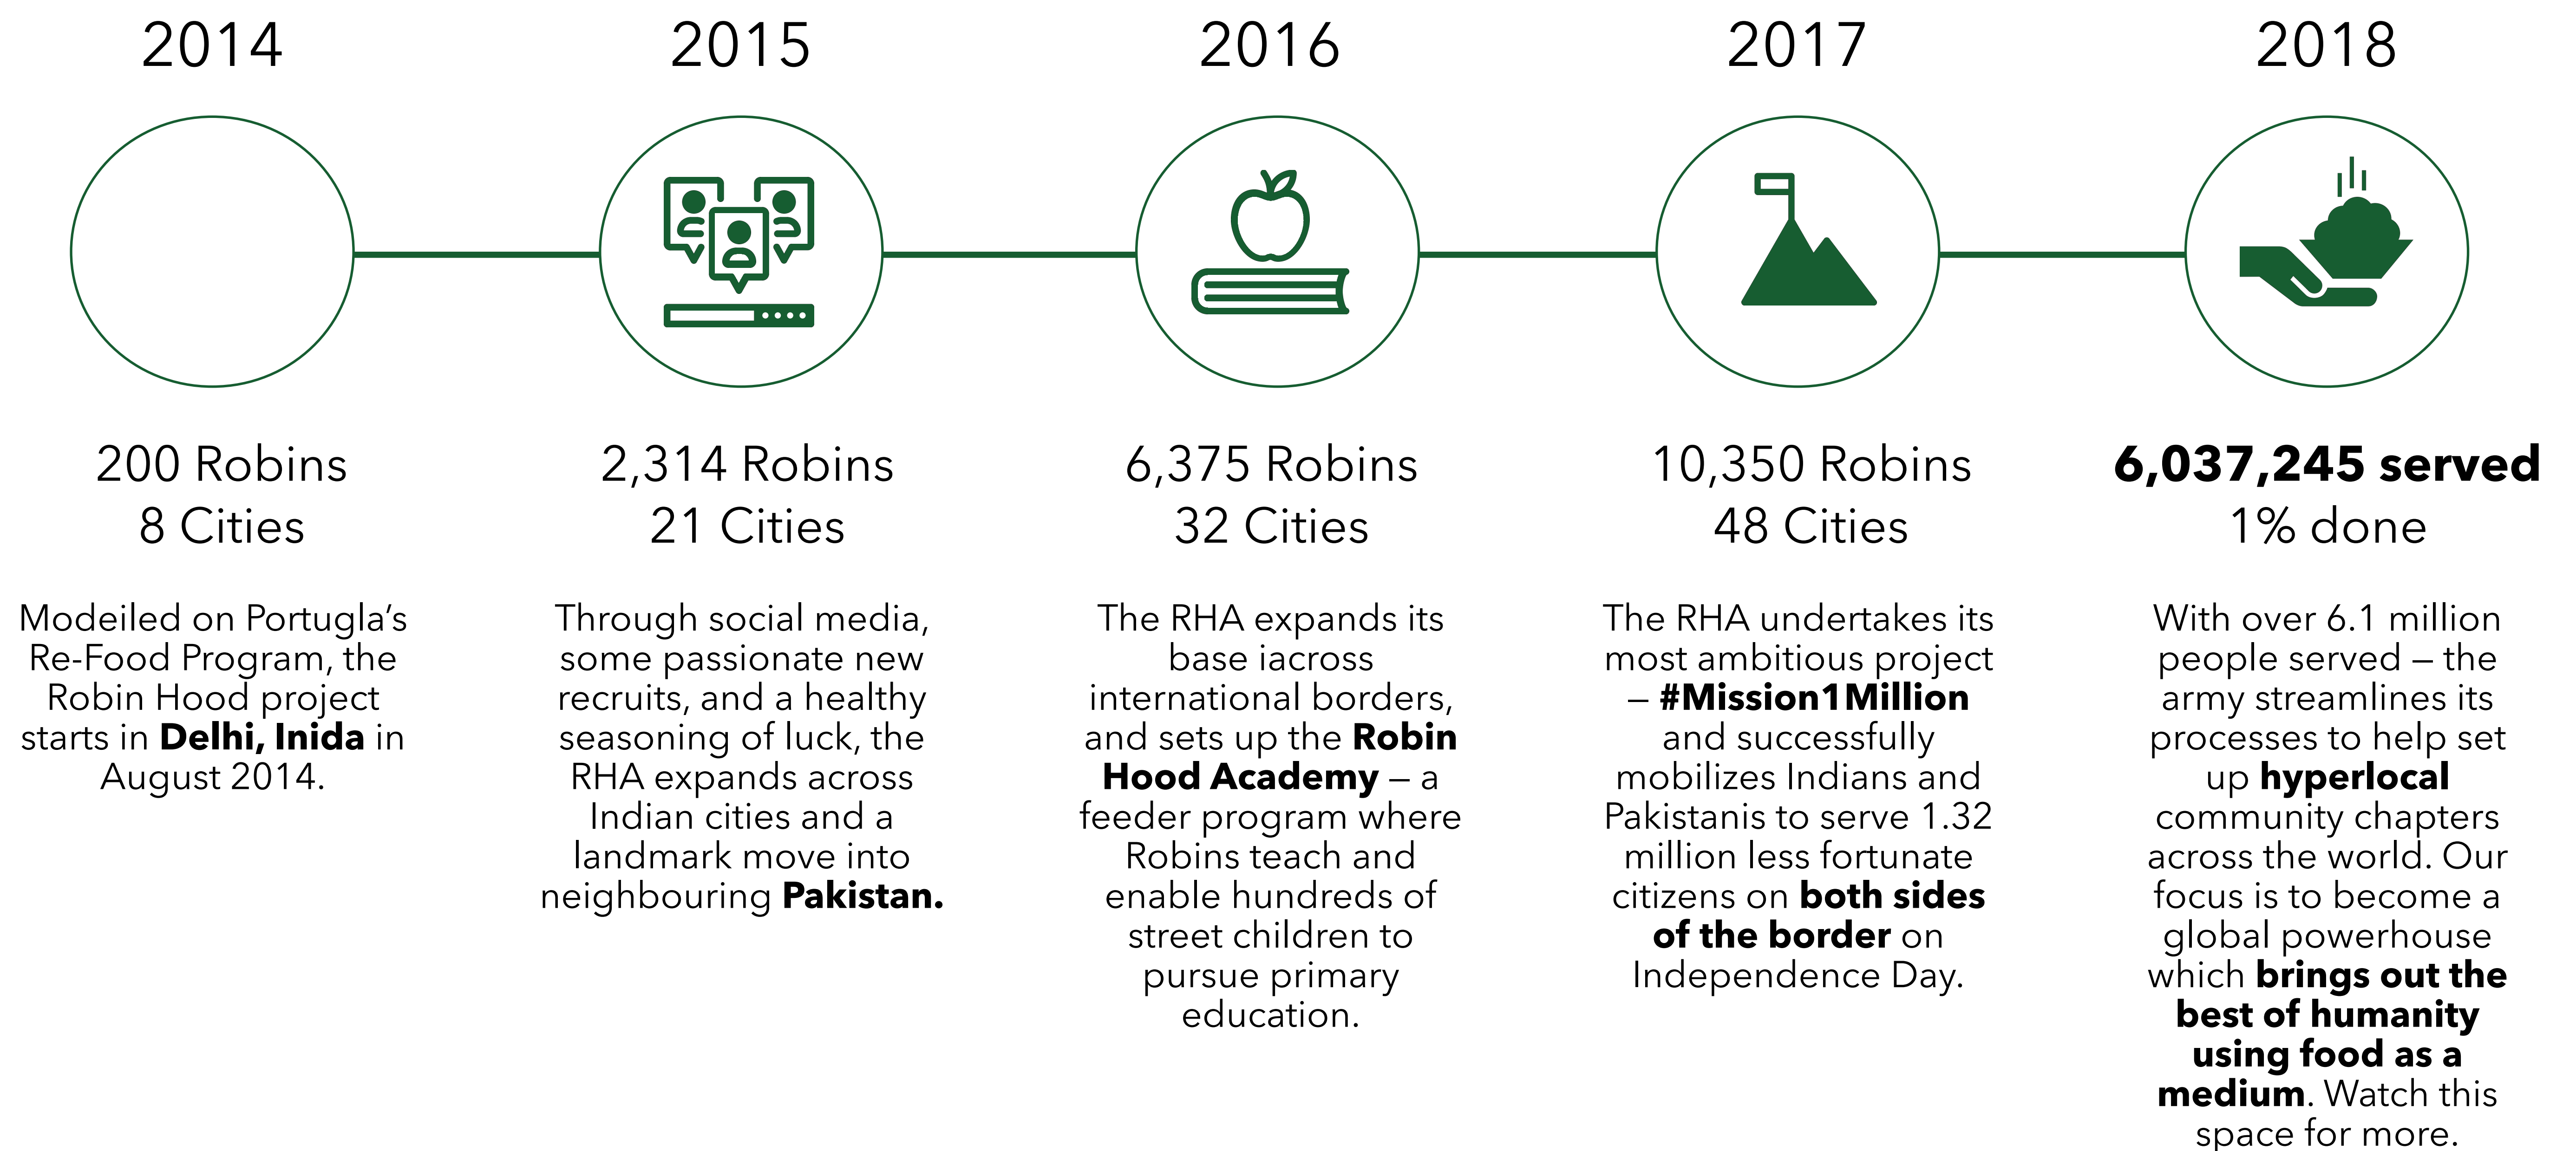 2014
200 Robins
8 Cities
Modeiled on Portugla’s
Re-Food Program, the
Robin Hood project
starts in Delhi, Inida in
August 2014.
2015
2,314 Robins
21 Cities
Through social media,
some passionate new
recruits, and a healthy
seasoning of luck, the
RHA expands across
Indian cities and a
landmark move into
neighbouring Pakistan.
2016
6,375 Robins
32 Cities
The RHA expands its
base iacross
international borders,
and sets up the Robin
Hood Academy – a
feeder program where
Robins teach and
enable hundreds of
street children to
pursue primary
education.
2017
10,350 Robins
48 Cities
The RHA undertakes its
most ambitious project
– #Mission1Million
and successfully
mobilizes Indians and
Pakistanis to serve 1.32
million less fortunate
citizens on both sides
of the border on
Independence Day.
2018
6,037,245 served
1% done
With over 6.1 million
people served – the
army streamlines its
processes to help set
up hyperlocal
community chapters
across the world. Our
focus is to become a
global powerhouse
which brings out the
best of humanity
using food as a
medium. Watch this
space for more.